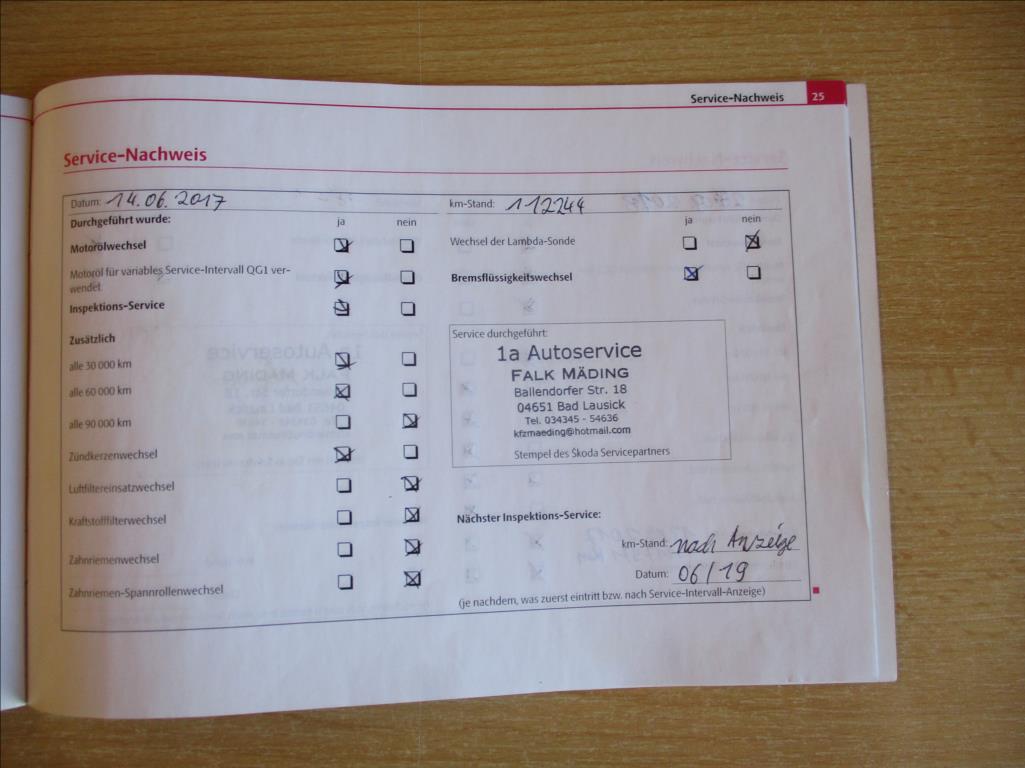 Service-Nachweis 25
Service-Nachweis
Datum: 14.06.2017 km-Stand: 112244
Durchgeführt wurde: ja nein ja nein
Motorölwechsel Wechsel der Lambda-Sonde
Motoröl für variables Service-Intervall QG1 ver-
wendet Bremsflüssigkeitswechsel
Inspektions-Service
Zusätzlich
alle 30 000 km
alle 60 000 km
alle 90 000 km
Zündkerzenwechsel
Luftfiltereinsatzwechsel
Kraftstofffilterwechsel
Zahnriemenwechsel
Zahnriemen-Spannrollenwechsel
Service durchgeführt:
1a Autoservice
FALK MÄDING
Ballendorfer Str. 18
04651 Bad Lausick
Tel. 034345 - 54636
kfzmaeding@hotmail.com
Stempel des Škoda Servicepartners
Nächster Inspektions-Service:
km-Stand: nach Anzeige
Datum: 06/19
(je nachdem, was zuerst eintritt bzw. nach Service-Intervall-Anzeige)